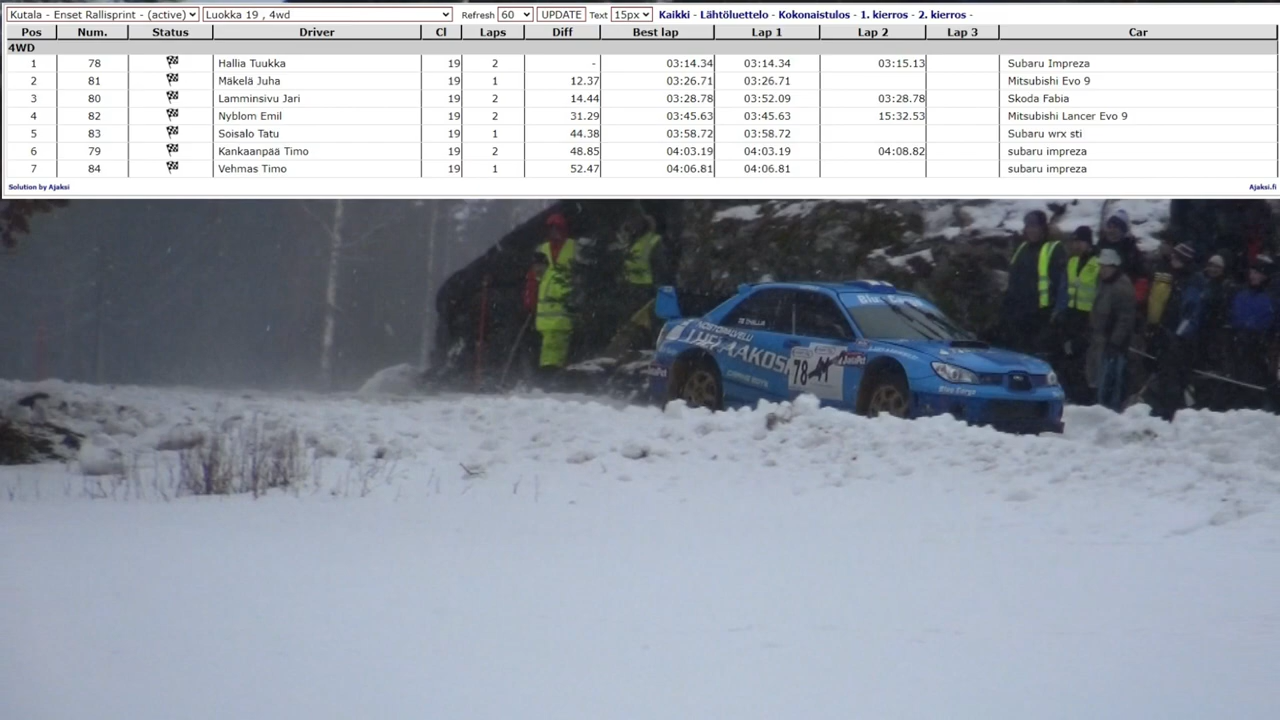 Kutala - Enset Rallisprint - (active) Luokka 19 , 4wd Refresh 60 UPDATE Text 15px Kaikki - Lähtöluettelo - Kokonaistulos - 1. kierros - 2. kierros -
Pos Num. Status Driver Cl Laps Diff Best lap Lap 1 Lap 2 Lap 3 Car
4WD
1 78 Hallia Tuukka 19 2 - 03:14.34 03:14.34 03:15.13 Subaru Impreza
2 81 Mäkelä Juha 19 1 12.37 03:26.71 03:26.71 Mitsubishi Evo 9
3 80 Lamminsivu Jari 19 2 14.44 03:28.78 03:52.09 03:28.78 Skoda Fabia
4 82 Nyblom Emil 19 2 31.29 03:45.63 03:45.63 15:32.53 Mitsubishi Lancer Evo 9
5 83 Soisalo Tatu 19 1 44.38 03:58.72 03:58.72 Subaru wrx sti
6 79 Kankaanpää Timo 19 2 48.85 04:03.19 04:03.19 04:08.82 subaru impreza
7 84 Vehmas Timo 19 1 52.47 04:06.81 04:06.81 subaru impreza
Solution by Ajaksi Ajaksi.fi
78